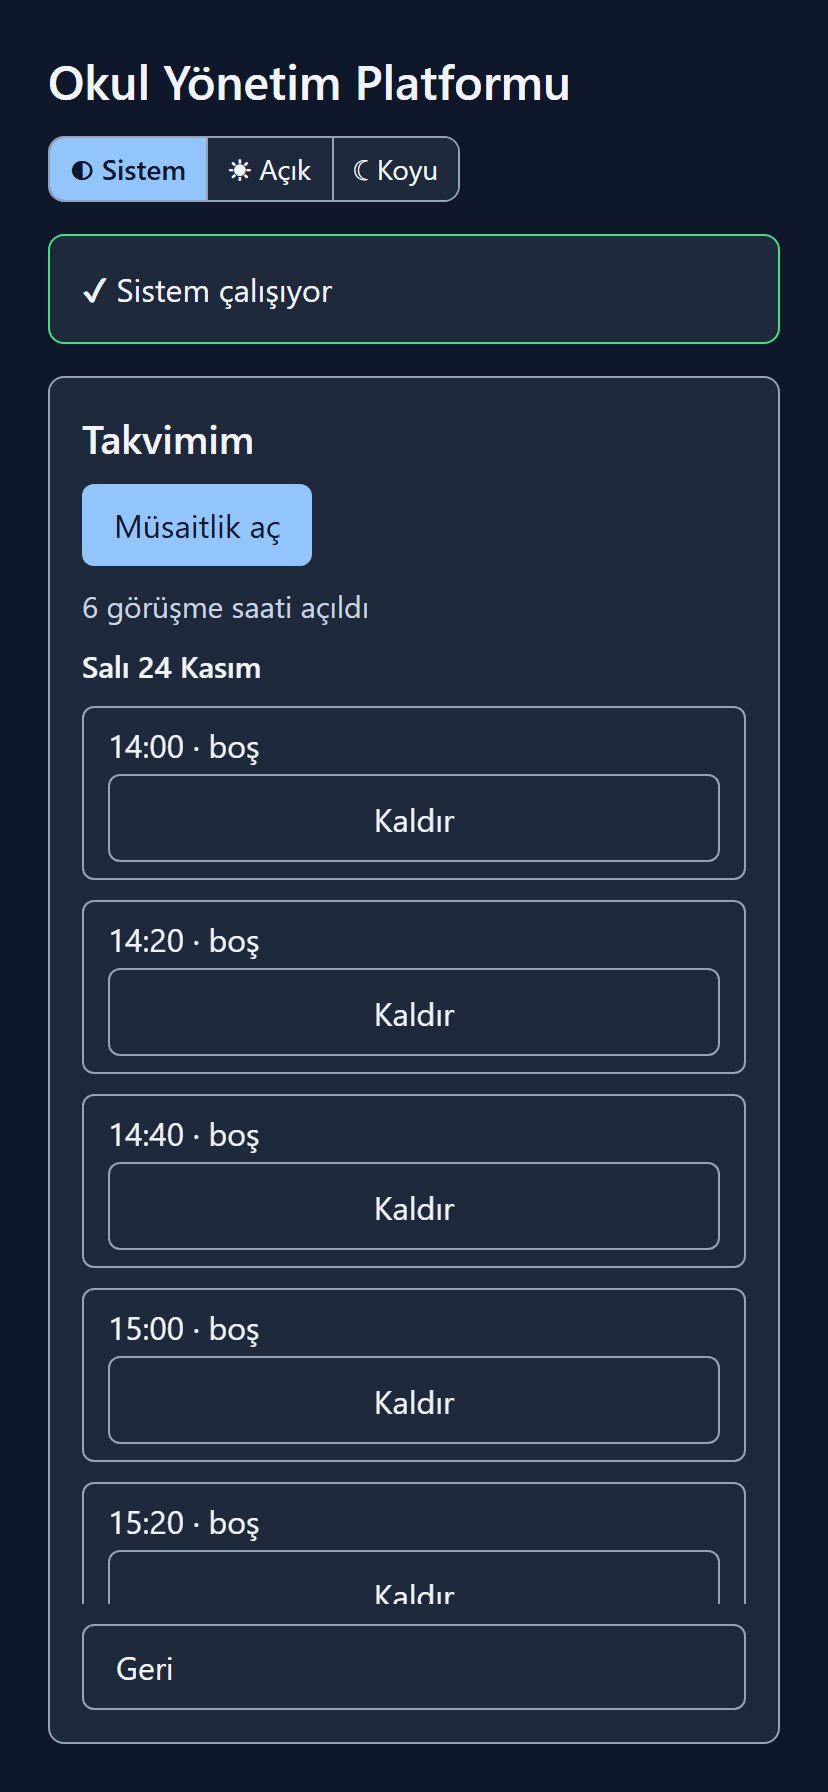 Okul Yönetim Platformu
◐ Sistem ☀ Açık ☾ Koyu
✓ Sistem çalışıyor
Takvimim
Müsaitlik aç
6 görüşme saati açıldı
Salı 24 Kasım
14:00 · boş
Kaldır
14:20 · boş
Kaldır
14:40 · boş
Kaldır
15:00 · boş
Kaldır
15:20 · boş
Kaldır
Geri